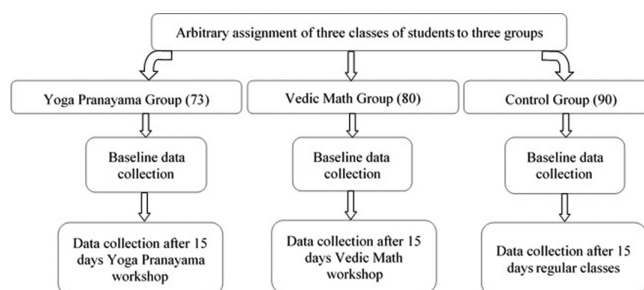 Arbitrary assignment of three classes of students to three groups
Yoga Pranayama Group (73)
Vedic Math Group (80)
Control Group (90)
Baseline data
collection
Baseline data
collection
Baseline data
collection
Data collection after 15
days Yoga Pranayama
workshop
Data collection after 15
days Vedic Math
workshop
Data collection after 15
days regular classes